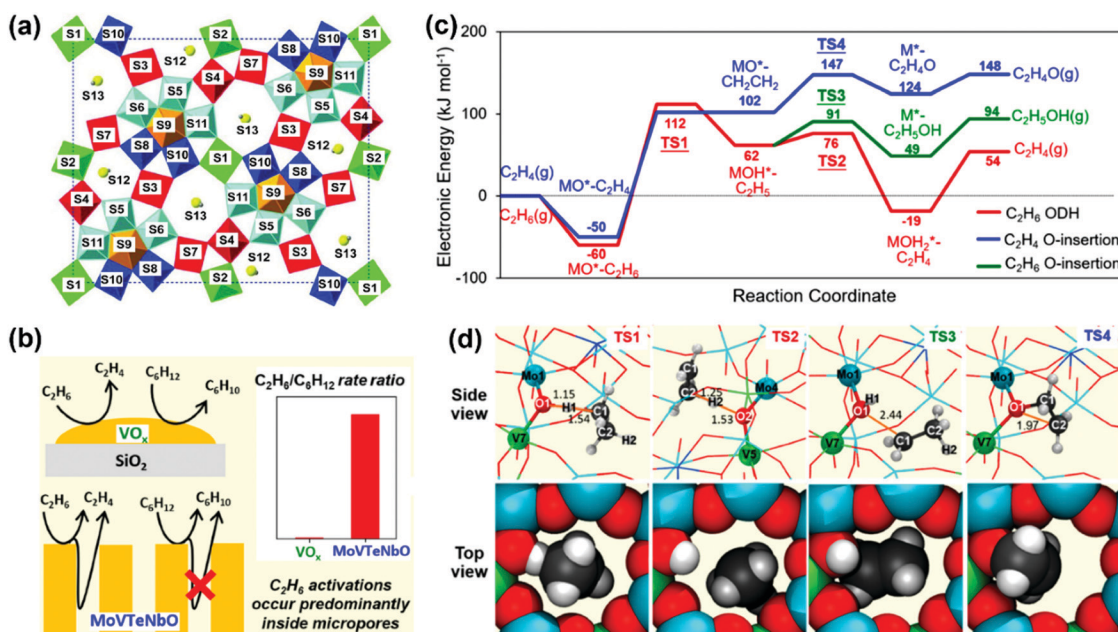 (a)
S1 S10 S2 S10 S1
S13 S3 S7 S8
S4 S9 S11
S6 S5 S5
S3 S6 S4
S7 S9 S11 S13 S3
S2 S8 S10 S1 S12 S2
S12 S10 S8
S4 S3 S11 S9 S7
S5 S13 S5 S6 S4
S11 S9 S6 S3
S7 S4 S13
S8 S12
S1 S10 S2 S10 S1
(b)
C₂H₆ C₂H₄ C₆H₁₂ C₆H₁₀
VOₓ
SiO₂
C₂H₆ C₂H₄ C₆H₁₂ C₆H₁₀
MoVTeNbO
C₂H₆/C₆H₁₂ rate ratio
VOₓ MoVTeNbO
C₂H₆ activations
occur predominantly
inside micropores
(c)
Electronic Energy (kJ mol⁻¹)
200
100
0
-100
Reaction Coordinate
C₂H₄(g)
C₂H₆(g)
MO*-C₂H₄
-50
-60
MO*-C₂H₆
112
TS1
MO*-
CH₂CH₂
102
62
MOH*-
C₂H₅
TS4
147
TS3
91
76
TS2
M*-
C₂H₄O
124
M*-
C₂H₅OH
49
-19
MOH₂*-
C₂H₄
148
C₂H₄O(g)
94
C₂H₅OH(g)
C₂H₄(g)
54
C₂H₆ ODH
C₂H₄ O-insertion
C₂H₆ O-insertion
(d)
Side
view
TS1
Mo1
1.15
O1 H1 C1
1.54
C2
V7 H2
TS2
C1
C2 1.25 Mo4
H2
1.53 O2
V5
TS3
Mo1
H1
O1
2.44
V7 C1 C2
H2
TS4
Mo1
O1 C1
1.97 C2
V7
Top
view